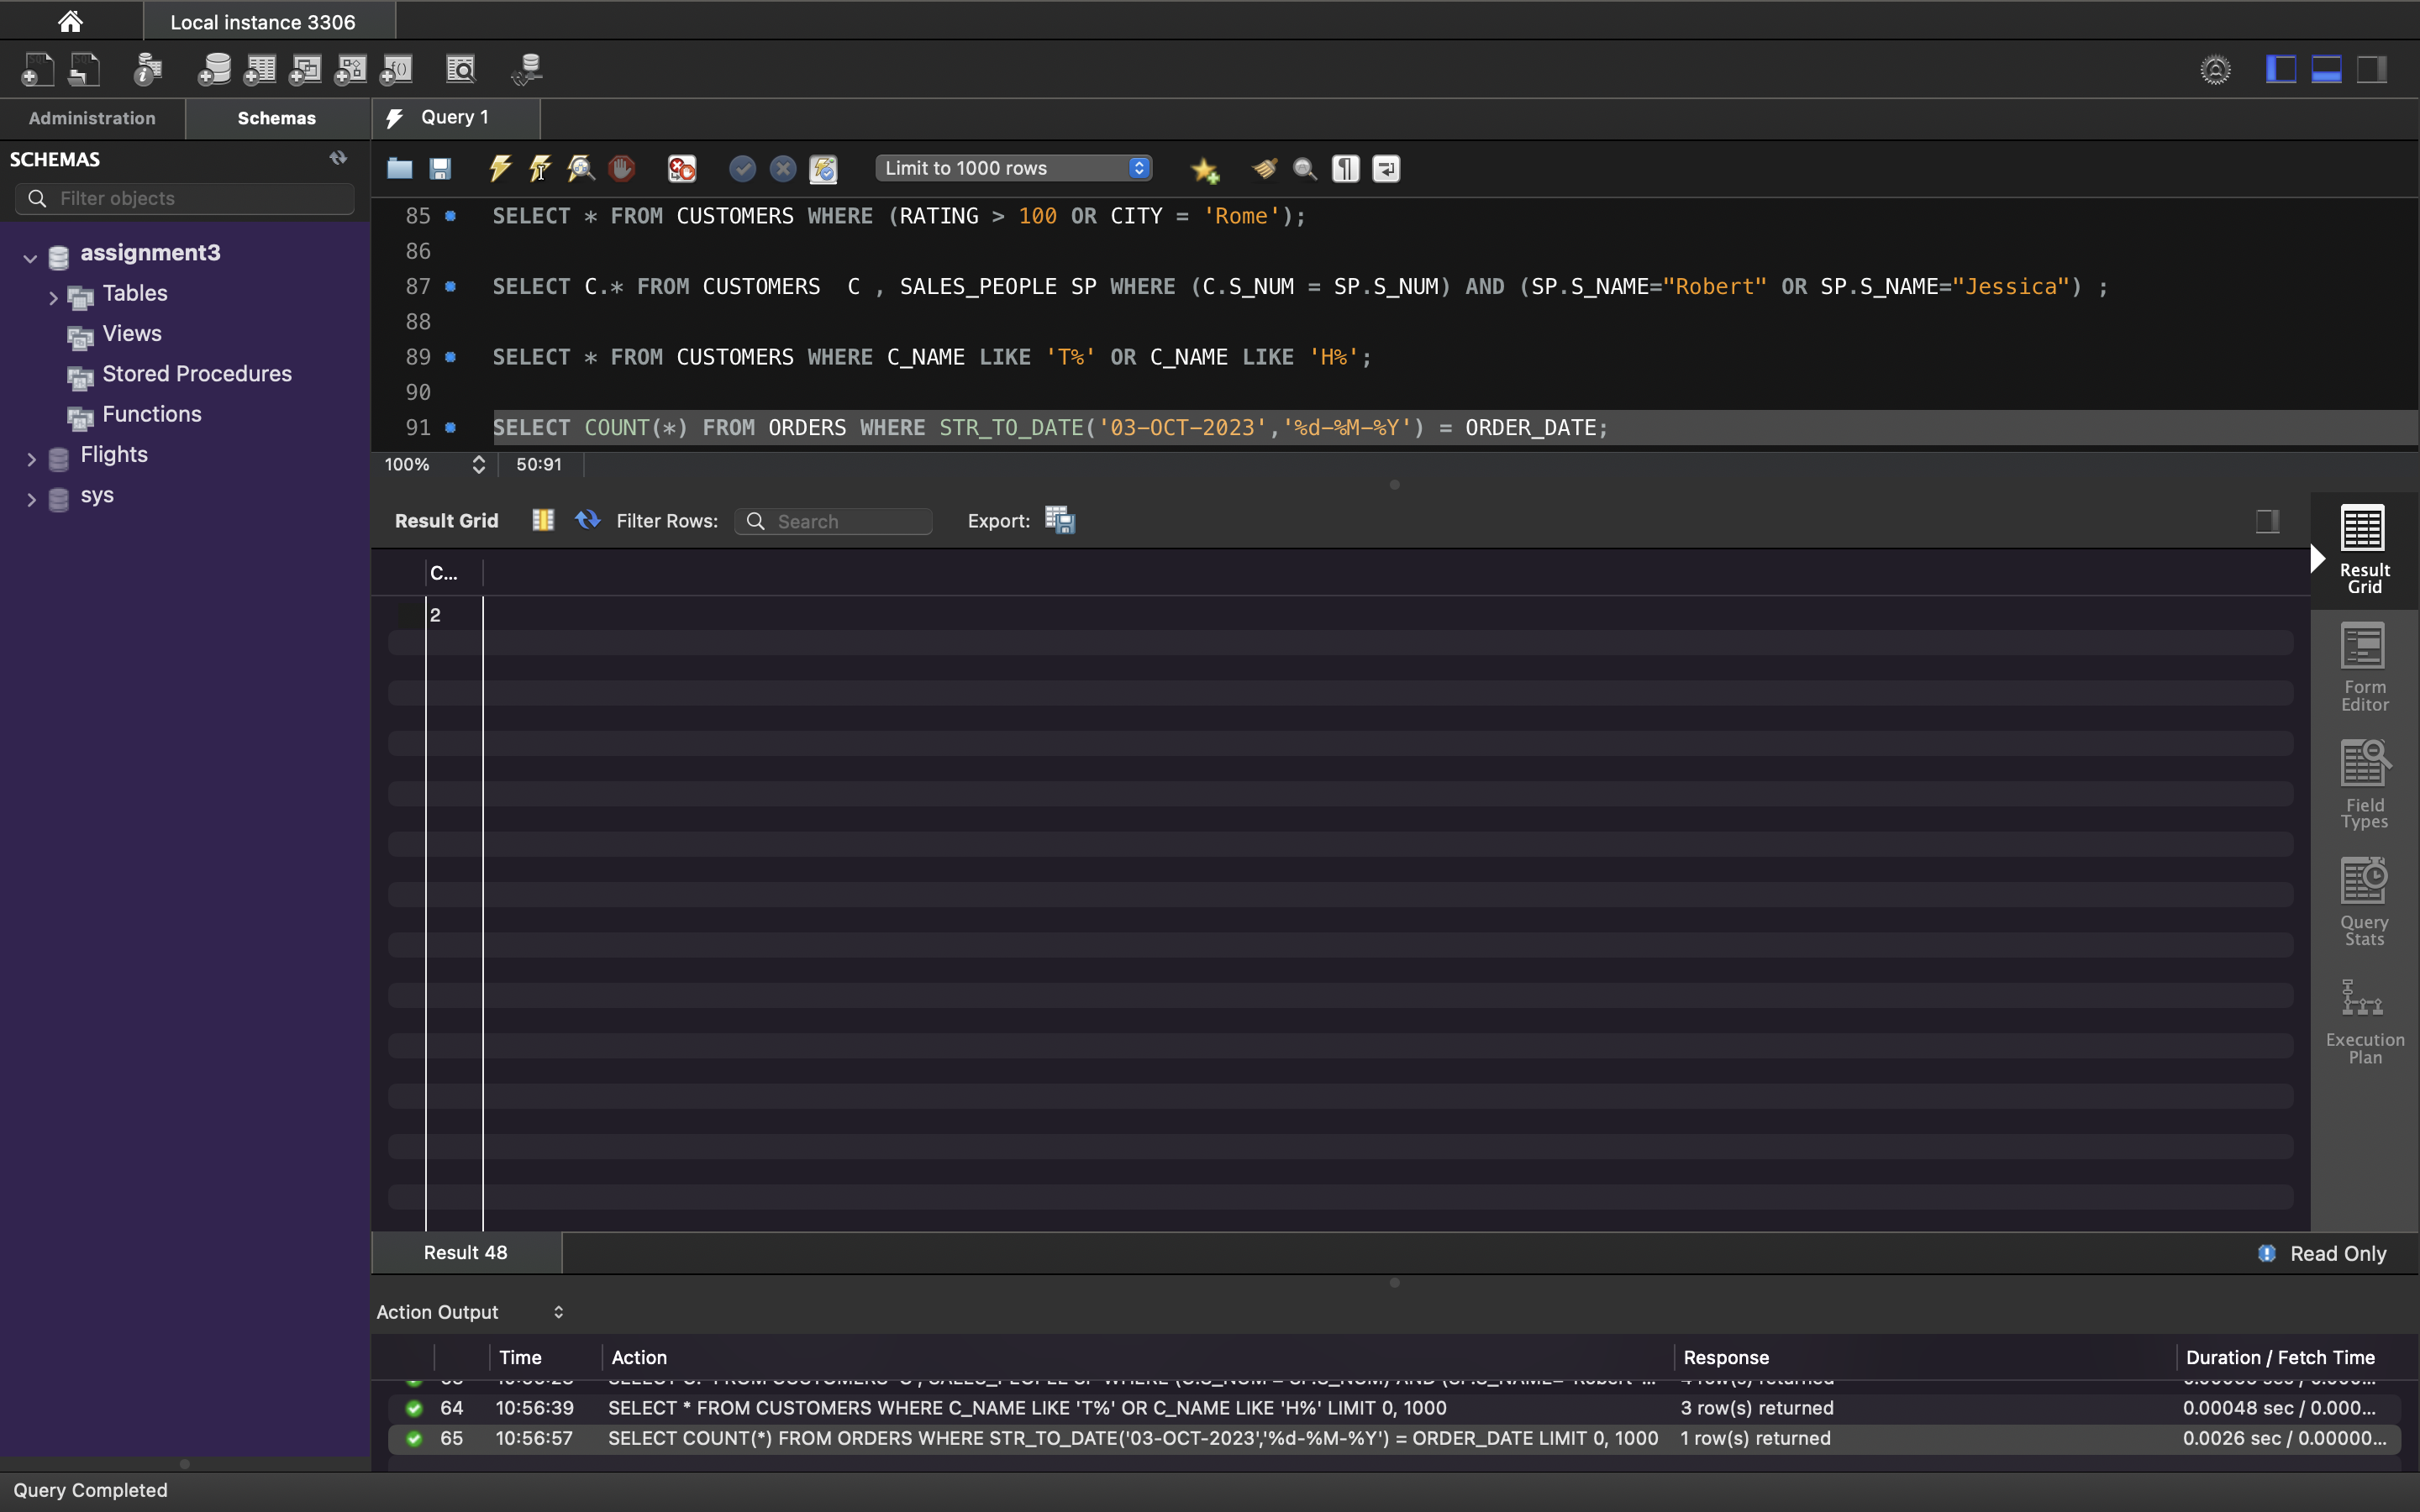 Local instance 3306
Administration
Schemas
Query 1
SCHEMAS
Filter objects
assignment3
Tables
Views
Stored Procedures
Functions
Flights
sys
Limit to 1000 rows
85 SELECT * FROM CUSTOMERS WHERE (RATING > 100 OR CITY = 'Rome');
86
87 SELECT C.* FROM CUSTOMERS  C , SALES_PEOPLE SP WHERE (C.S_NUM = SP.S_NUM) AND (SP.S_NAME="Robert" OR SP.S_NAME="Jessica") ;
88
89 SELECT * FROM CUSTOMERS WHERE C_NAME LIKE 'T%' OR C_NAME LIKE 'H%';
90
91 SELECT COUNT(*) FROM ORDERS WHERE STR_TO_DATE('03-OCT-2023','%d-%M-%Y') = ORDER_DATE;
100% 50:91
Result Grid Filter Rows: Search Export:
C...
2
Result
Grid
Form
Editor
Field
Types
Query
Stats
Execution
Plan
Result 48
Read Only
Action Output
Time Action Response Duration / Fetch Time
64 10:56:39 SELECT * FROM CUSTOMERS WHERE C_NAME LIKE 'T%' OR C_NAME LIKE 'H%' LIMIT 0, 1000 3 row(s) returned 0.00048 sec / 0.000...
65 10:56:57 SELECT COUNT(*) FROM ORDERS WHERE STR_TO_DATE('03-OCT-2023','%d-%M-%Y') = ORDER_DATE LIMIT 0, 1000 1 row(s) returned 0.0026 sec / 0.00000...
Query Completed